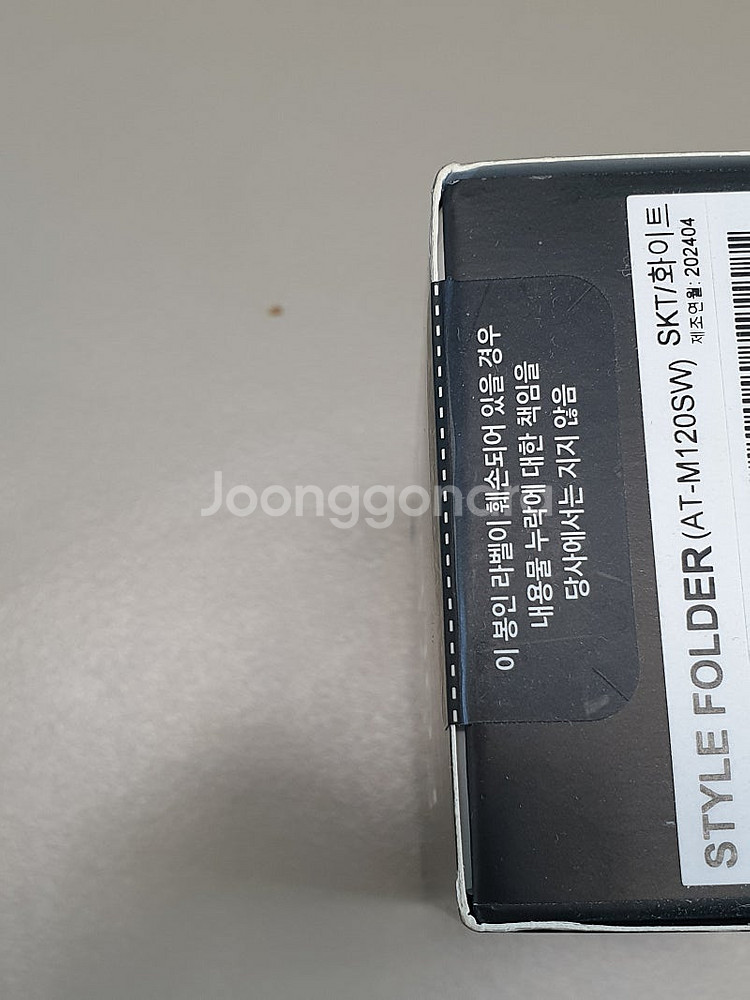 이 봉인 라벨이 훼손되어 있을 경우
내용물 누락에 대한 책임을
당사에서는 지지 않음
STYLE FOLDER (AT-M120SW) SKT/화이트
제조연월: 202404
Joonggonara